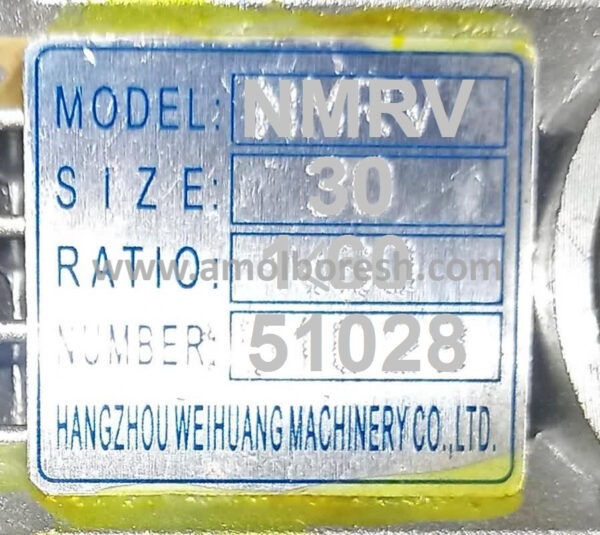 MODEL: NMRV
SIZE: 30
RATIO:
www.amolboresh.com
NUMBER: 51028
HANGZHOU WEIHUANG MACHINERY CO.,LTD.